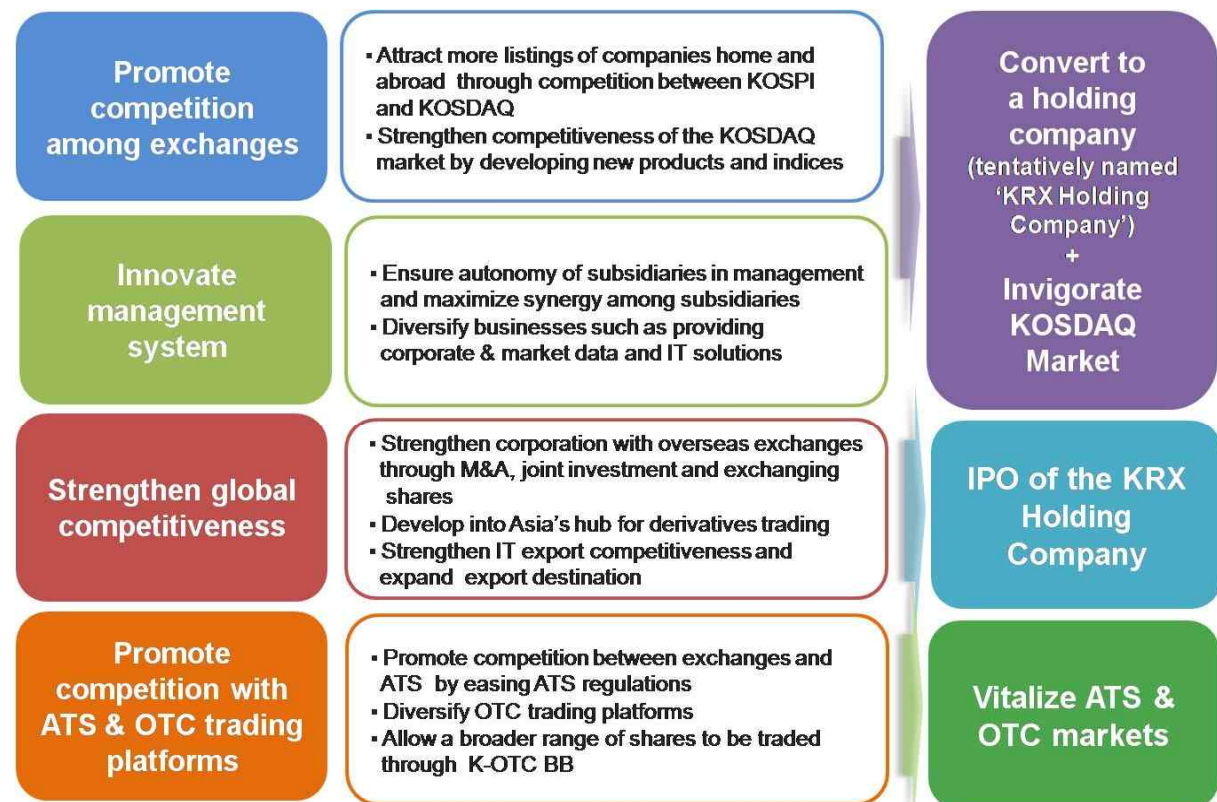 Promote
competition
among exchanges
▪ Attract more listings of companies home and
abroad through competition between KOSPI
and KOSDAQ
▪ Strengthen competitiveness of the KOSDAQ
market by developing new products and indices
Innovate
management
system
▪ Ensure autonomy of subsidiaries in management
and maximize synergy among subsidiaries
▪ Diversify businesses such as providing
corporate & market data and IT solutions
Convert to
a holding
company
(tentatively named
‘KRX Holding
Company’)
+
Invigorate
KOSDAQ
Market
Strengthen global
competitiveness
▪ Strengthen corporation with overseas exchanges
through M&A, joint investment and exchanging
shares
▪ Develop into Asia’s hub for derivatives trading
▪ Strengthen IT export competitiveness and
expand export destination
IPO of the KRX
Holding
Company
Promote
competition with
ATS & OTC trading
platforms
▪ Promote competition between exchanges and
ATS by easing ATS regulations
▪ Diversify OTC trading platforms
▪ Allow a broader range of shares to be traded
through K-OTC BB
Vitalize ATS &
OTC markets